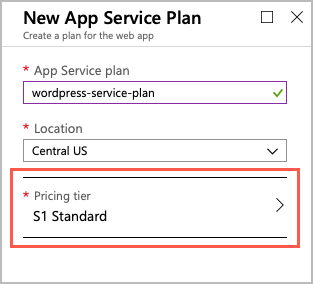 New App Service Plan
Create a plan for the web app
* App Service plan
wordpress-service-plan
* Location
Central US
* Pricing tier
S1 Standard